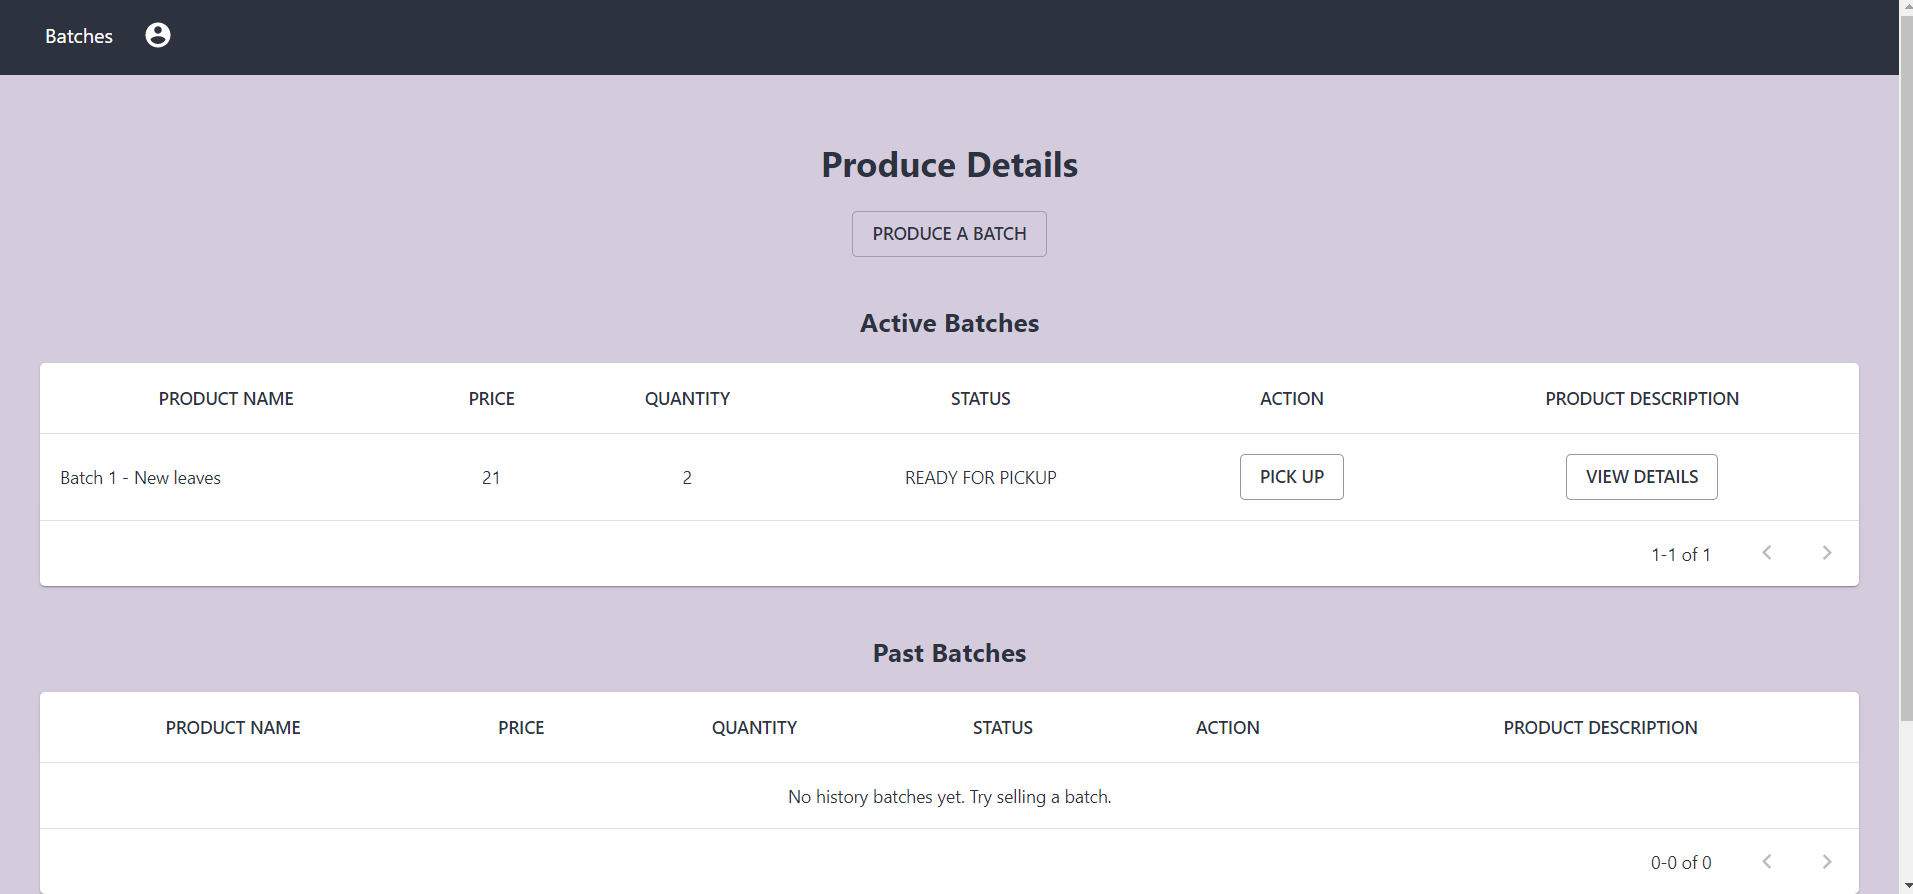 Batches
Produce Details
PRODUCE A BATCH
Active Batches
PRODUCT NAME PRICE QUANTITY STATUS ACTION PRODUCT DESCRIPTION
Batch 1 - New leaves 21 2 READY FOR PICKUP PICK UP VIEW DETAILS
1-1 of 1
Past Batches
PRODUCT NAME PRICE QUANTITY STATUS ACTION PRODUCT DESCRIPTION
No history batches yet. Try selling a batch.
0-0 of 0